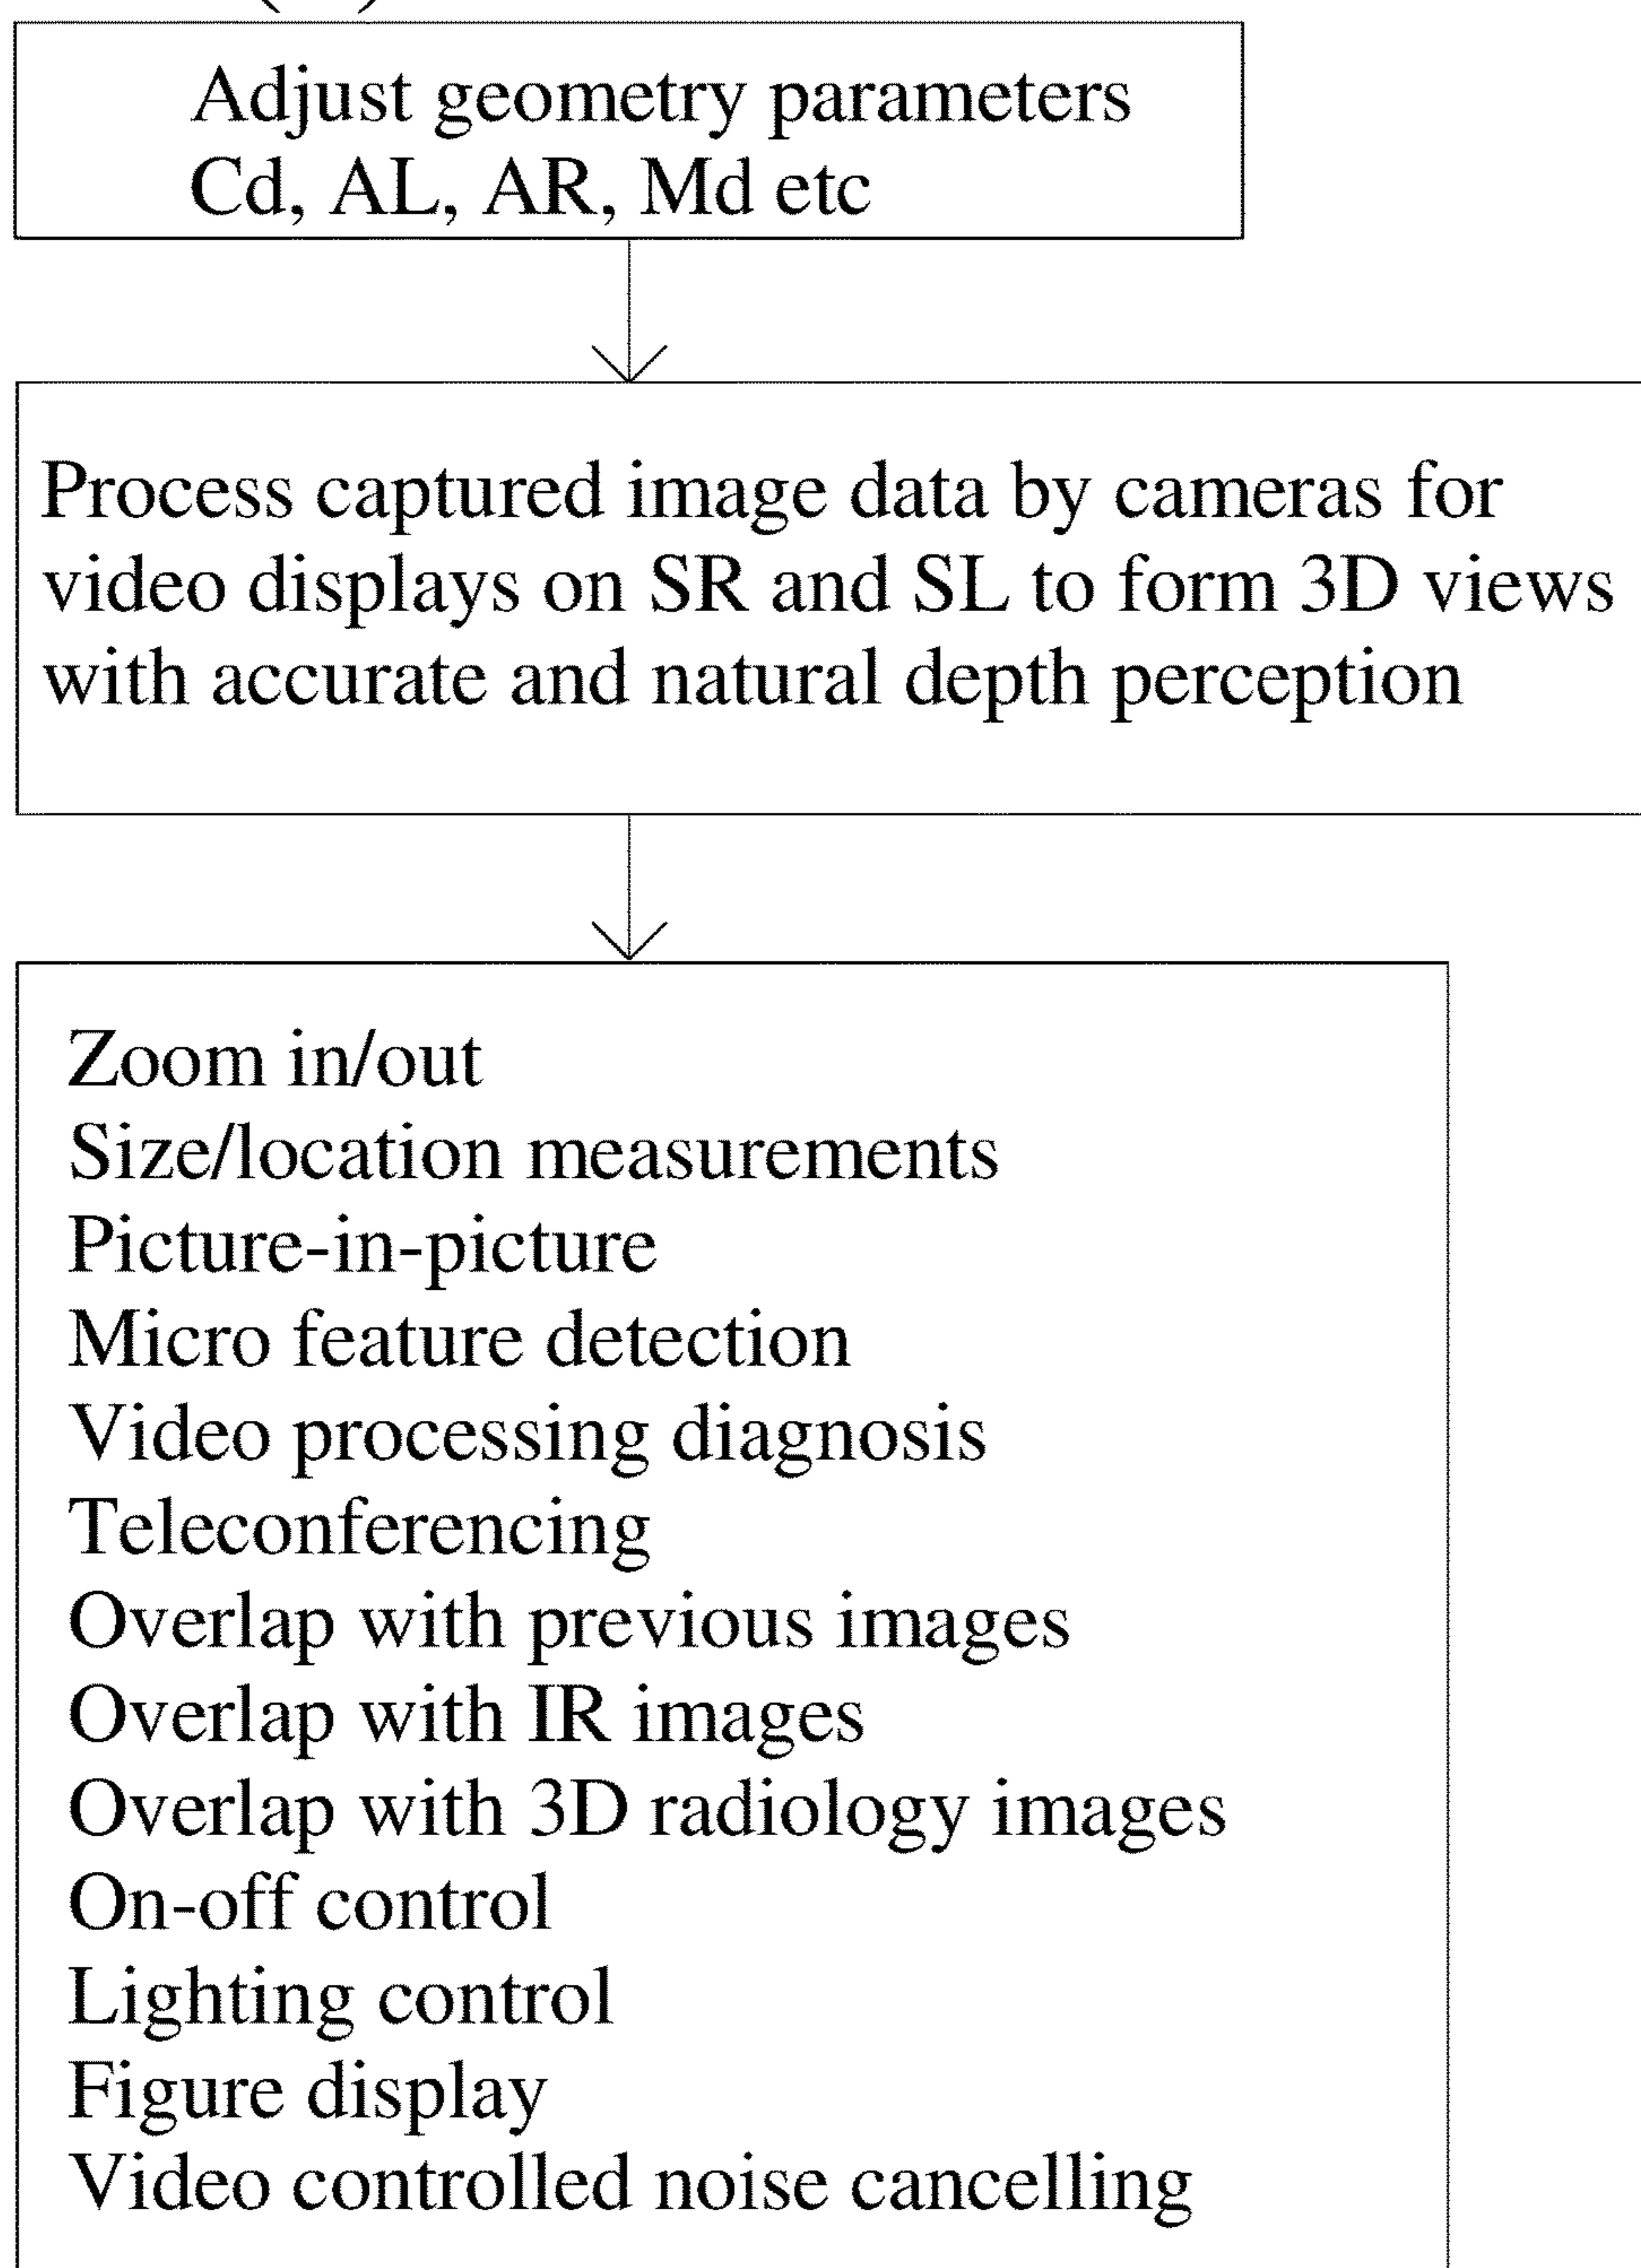 Adjust geometry parameters
Cd, AL, AR, Md etc
Process captured image data by cameras for
video displays on SR and SL to form 3D views
with accurate and natural depth perception
Zoom in/out
Size/location measurements
Picture-in-picture
Micro feature detection
Video processing diagnosis
Teleconferencing
Overlap with previous images
Overlap with IR images
Overlap with 3D radiology images
On-off control
Lighting control
Figure display
Video controlled noise cancelling